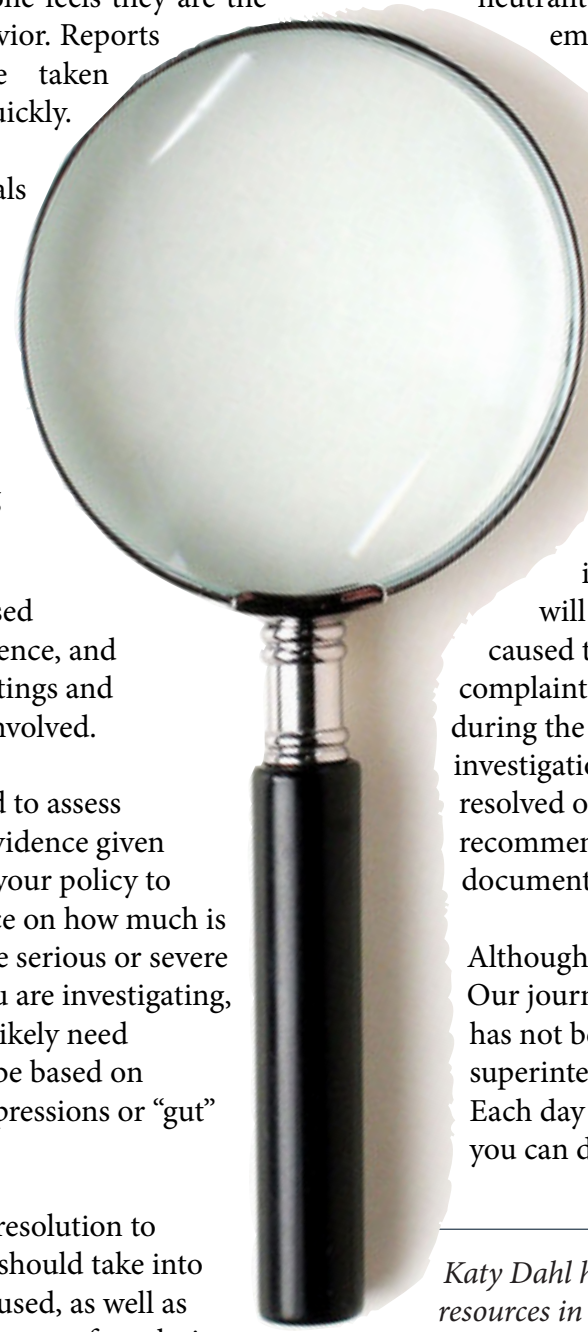 feels they are the
vior. Reports
taken
uickly.
als
sed
ence, and
tings and
nvolved.
d to assess
vidence given
your policy to
ce on how much is
e serious or severe
u are investigating,
ikely need
be based on
pressions or “gut”
resolution to
should take into
used, as well as
neutrant
em
i
will
caused t
complaint
during the
investigatio
resolved o
recommen
document
Although
Our journ
has not be
superinte
Each day
you can d
Katy Dahl h
resources in